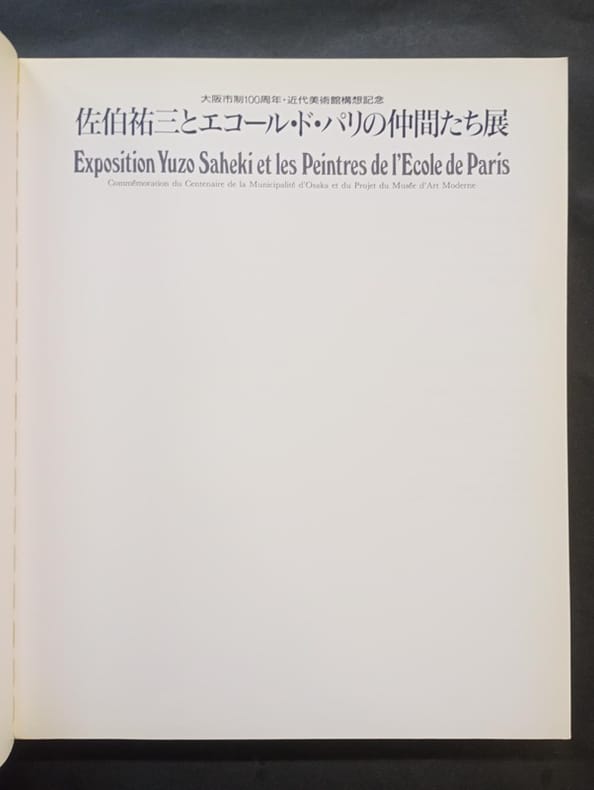 大阪市制100周年・近代美術館構想記念
佐伯祐三とエコール・ド・パリの仲間たち展
Exposition Yuzo Saheki et les Peintres de l'Ecole de Paris
Commémoration du Centenaire de la Municipalité d'Osaka et du Projet du Musée d'Art Moderne